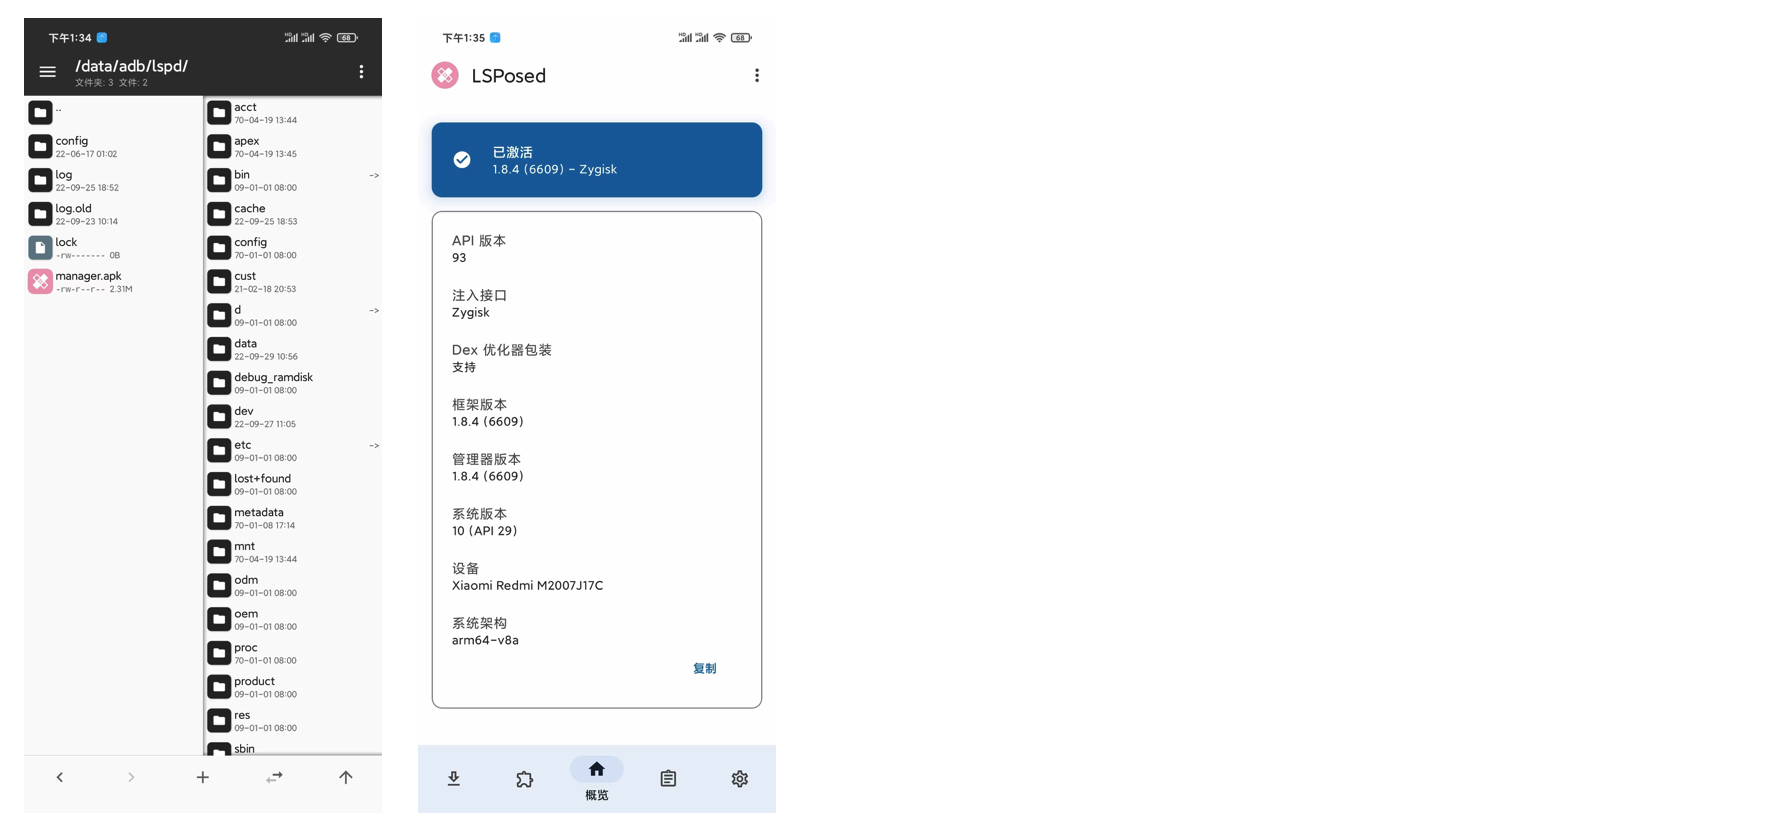 下午1:34
68
/data/adb/lspd/
文件夹: 3 文件: 2
..
config
22-06-17 01:02
log
22-09-25 18:52
log.old
22-09-23 10:14
lock
-rw------- 0B
manager.apk
-rw-r--r-- 2.31M
acct
70-04-19 13:44
apex
70-04-19 13:45
bin
09-01-01 08:00
->
cache
22-09-25 18:53
config
70-01-01 08:00
cust
21-02-18 20:53
d
09-01-01 08:00
->
data
22-09-29 10:56
debug_ramdisk
09-01-01 08:00
dev
22-09-27 11:05
etc
09-01-01 08:00
->
lost+found
09-01-01 08:00
metadata
70-01-08 17:14
mnt
70-04-19 13:44
odm
09-01-01 08:00
oem
09-01-01 08:00
proc
70-01-01 08:00
product
09-01-01 08:00
res
09-01-01 08:00
sbin
下午1:35
68
LSPosed
已激活
1.8.4 (6609) - Zygisk
API 版本
93
注入接口
Zygisk
Dex 优化器包装
支持
框架版本
1.8.4 (6609)
管理器版本
1.8.4 (6609)
系统版本
10 (API 29)
设备
Xiaomi Redmi M2007J17C
系统架构
arm64-v8a
复制
概览